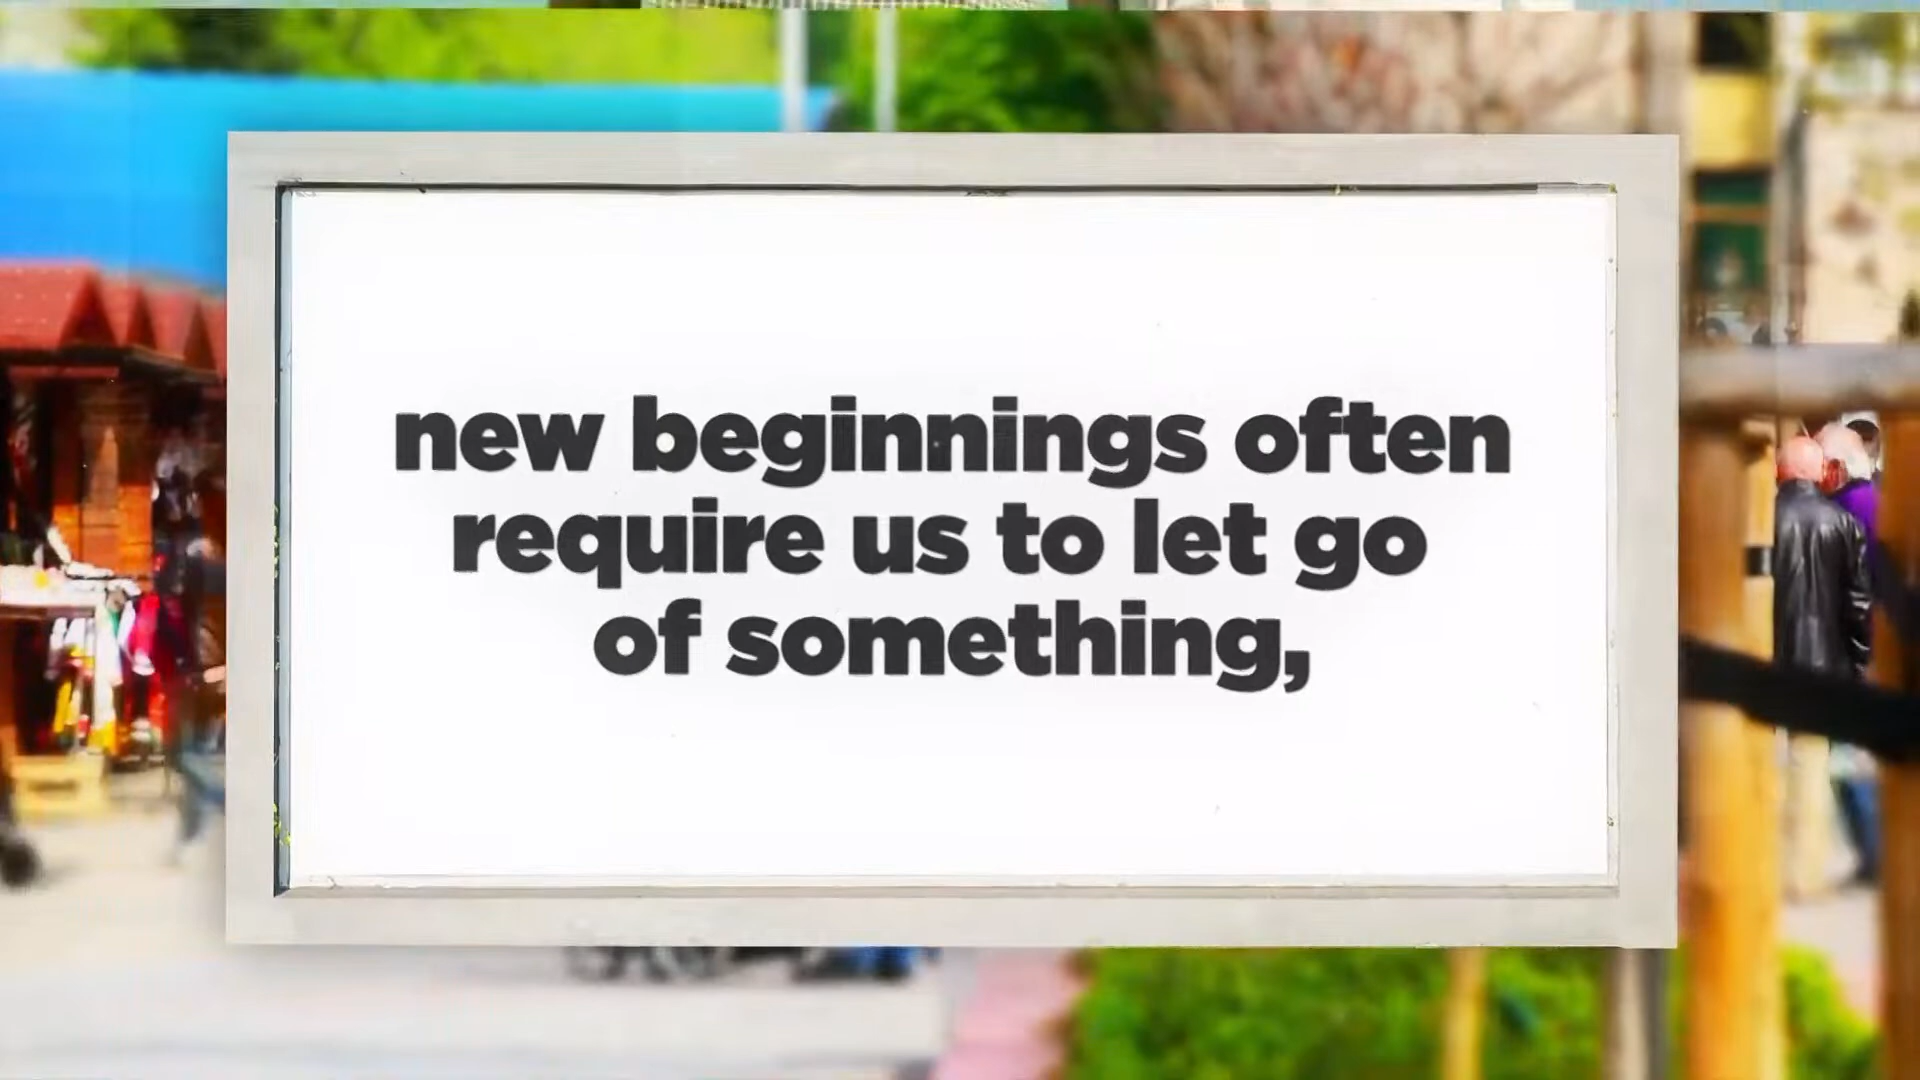 new beginnings often
require us to let go
of something,